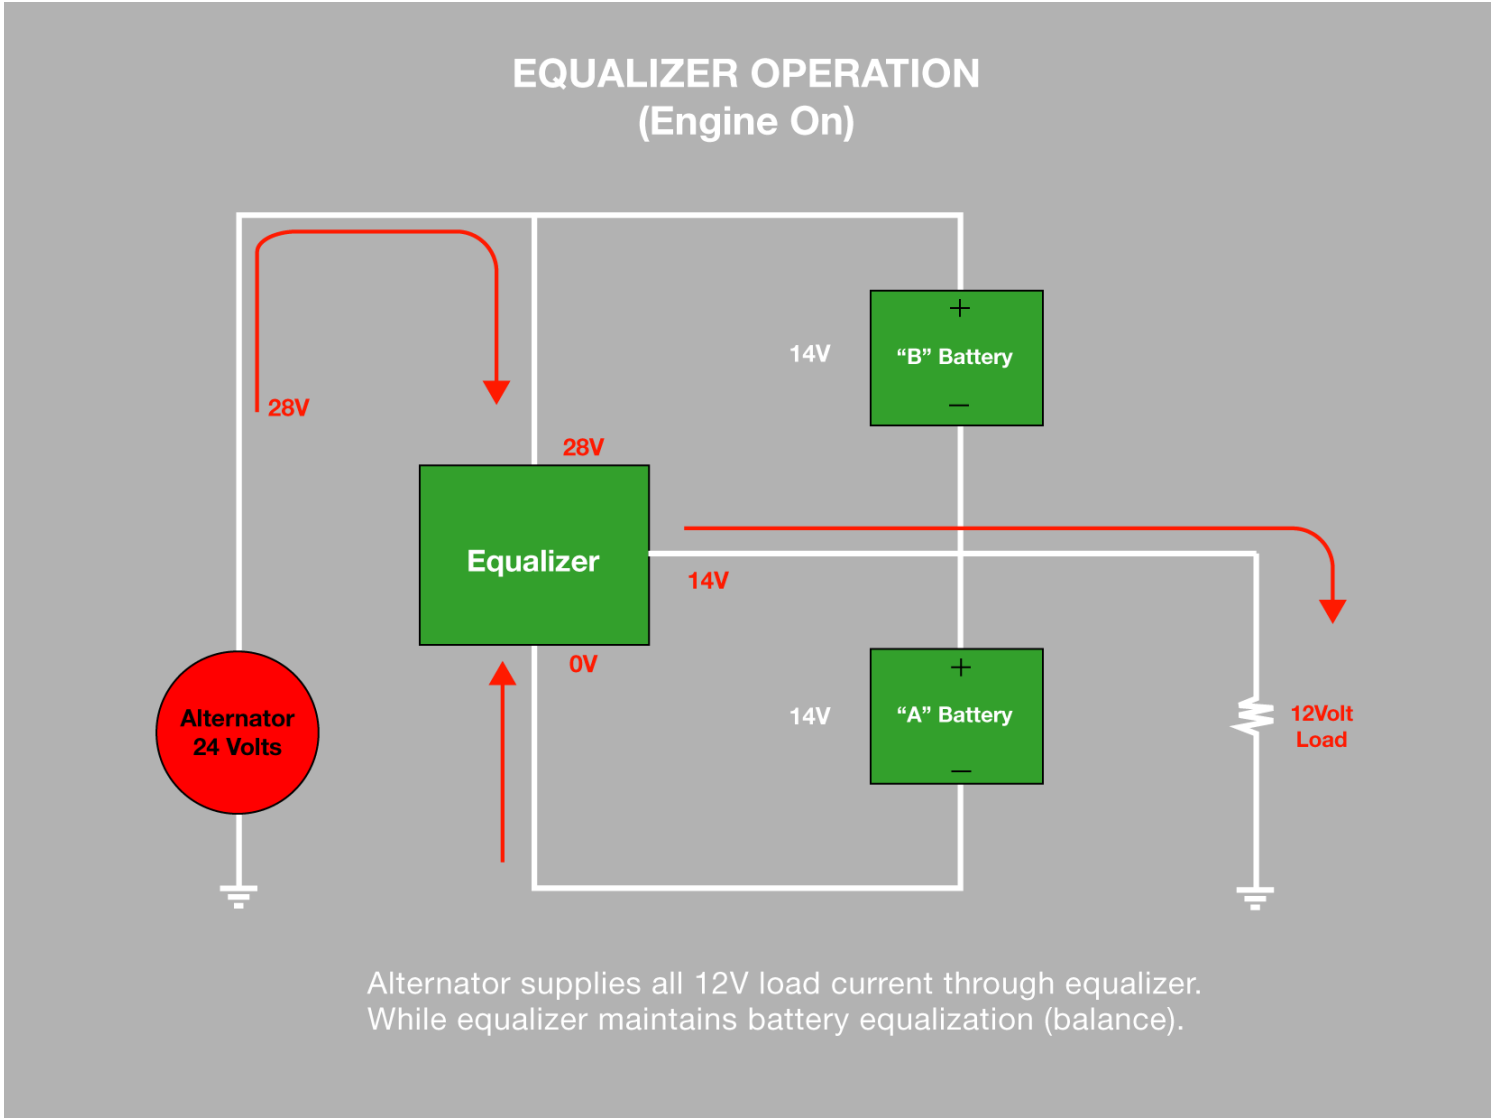 EQUALIZER OPERATION
(Engine On)
28V
14V
“B” Battery
28V
Equalizer
14V
0V
Alternator
24 Volts
14V
“A” Battery
12Volt
Load
Alternator supplies all 12V load current through equalizer.
While equalizer maintains battery equalization (balance).